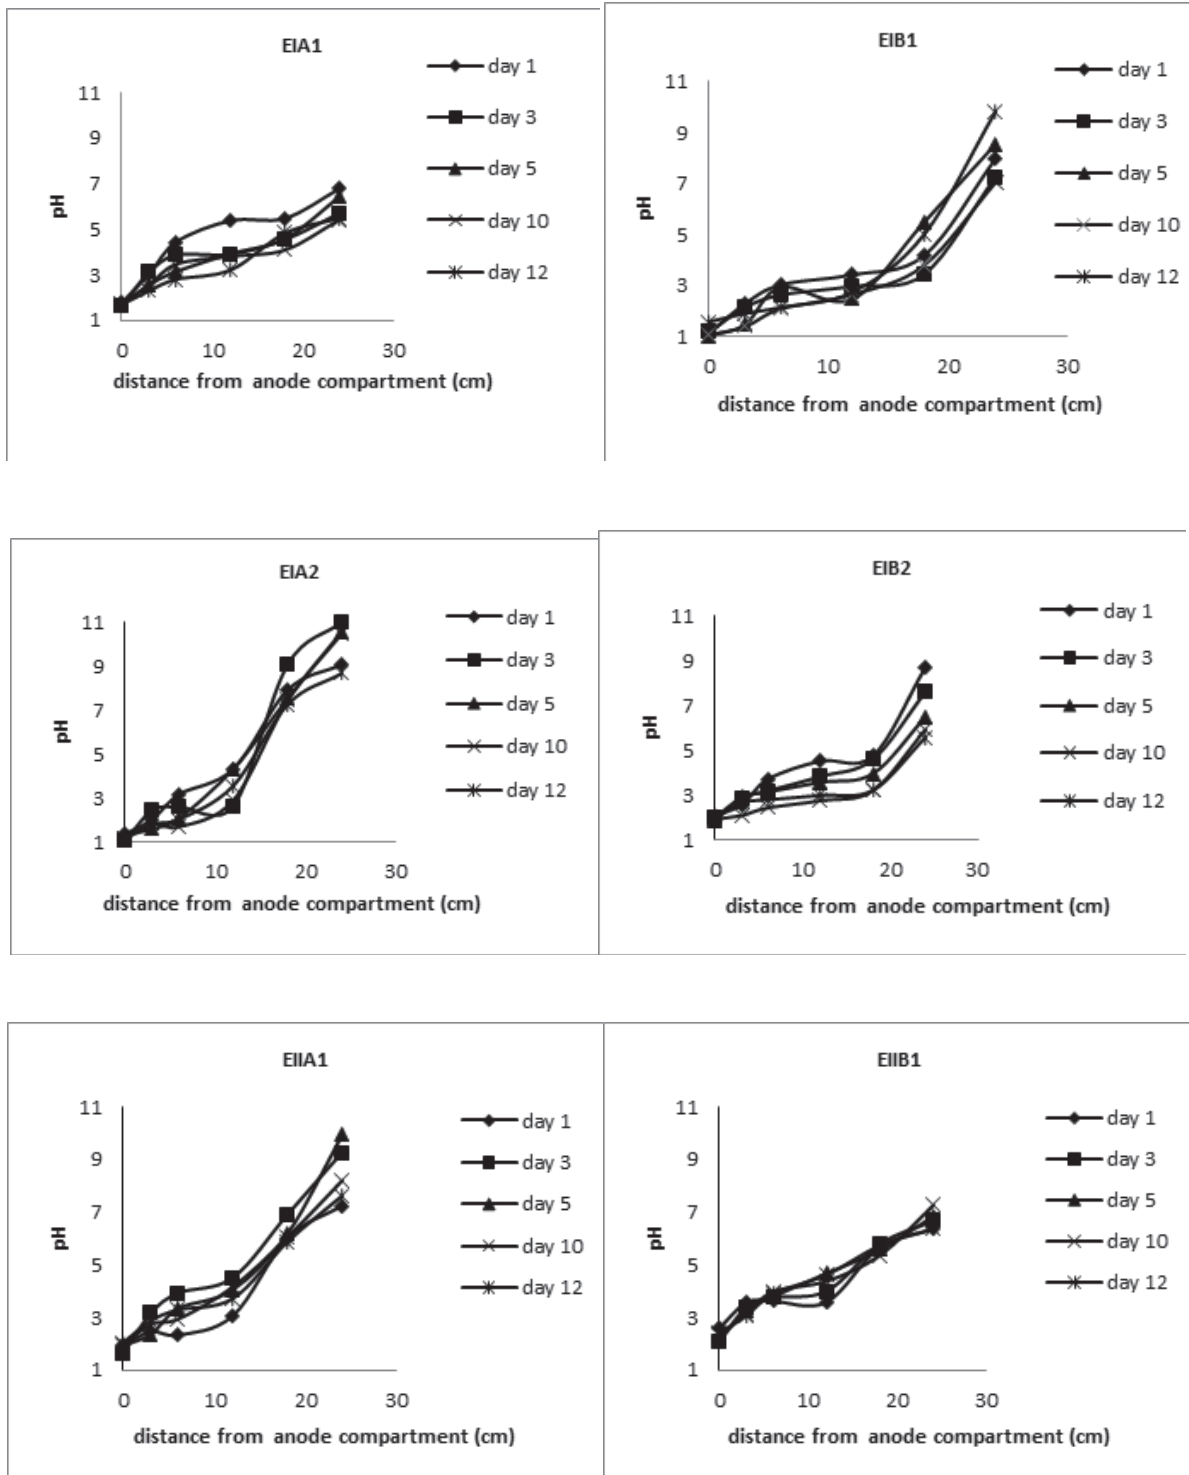 EIA1
day 1
day 3
day 5
day 10
day 12
pH
11
9
7
5
3
1
0 10 20 30
distance from anode compartment (cm)
EIB1
day 1
day 3
day 5
day 10
day 12
pH
11
9
7
5
3
1
0 10 20 30
distance from anode compartment (cm)
EIA2
day 1
day 3
day 5
day 10
day 12
pH
11
9
7
5
3
1
0 10 20 30
distance from anode compartment (cm)
EIB2
day 1
day 3
day 5
day 10
day 12
pH
11
9
7
5
3
1
0 10 20 30
distance from anode compartment (cm)
EIIA1
day 1
day 3
day 5
day 10
day 12
pH
11
9
7
5
3
1
0 10 20 30
distance from anode compartment (cm)
EIIB1
day 1
day 3
day 5
day 10
day 12
pH
11
9
7
5
3
1
0 10 20 30
distance from anode compartment (cm)